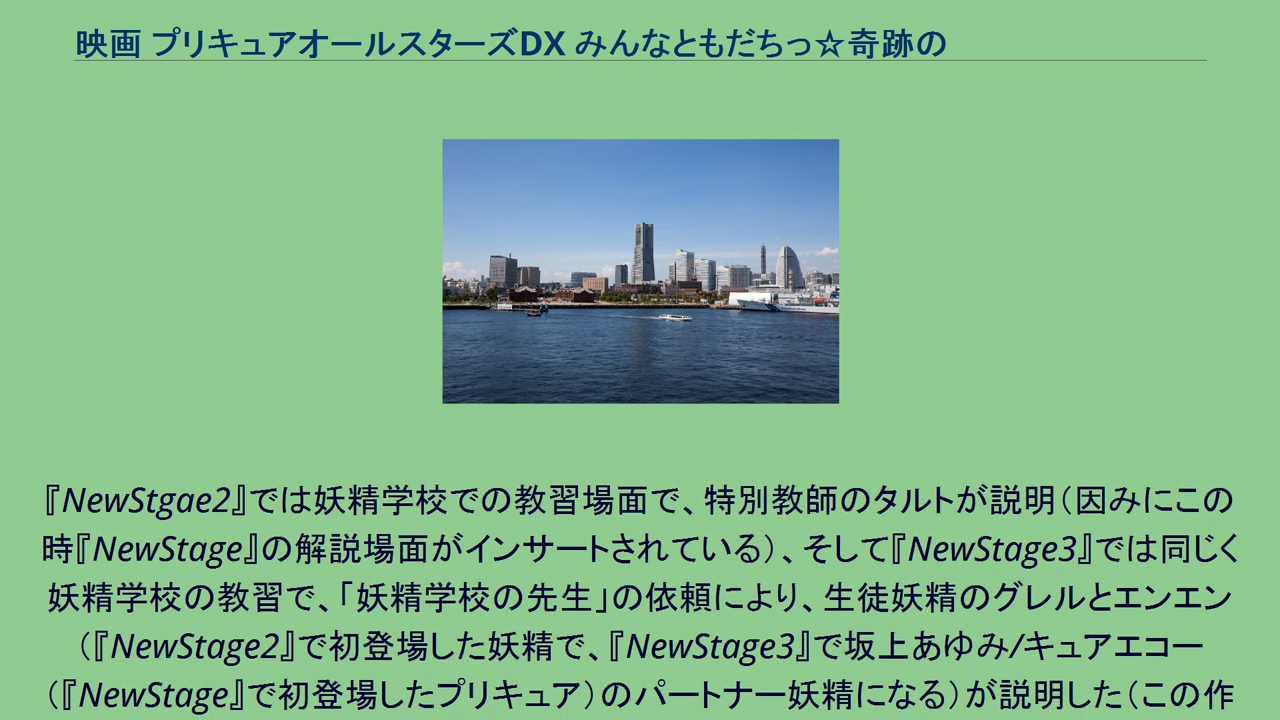 映画 プリキュアオールスターズDX みんなともだちっ☆奇跡の
『NewStgae2』では妖精学校での教習場面で、特別教師のタルトが説明（因みにこの
時『NewStage』の解説場面がインサートされている）、そして『NewStage3』では同じく
妖精学校の教習で、「妖精学校の先生」の依頼により、生徒妖精のグレルとエンエン
（『NewStage2』で初登場した妖精で、『NewStage3』で坂上あゆみ/キュアエコー
（『NewStage』で初登場したプリキュア）のパートナー妖精になる）が説明した（この作